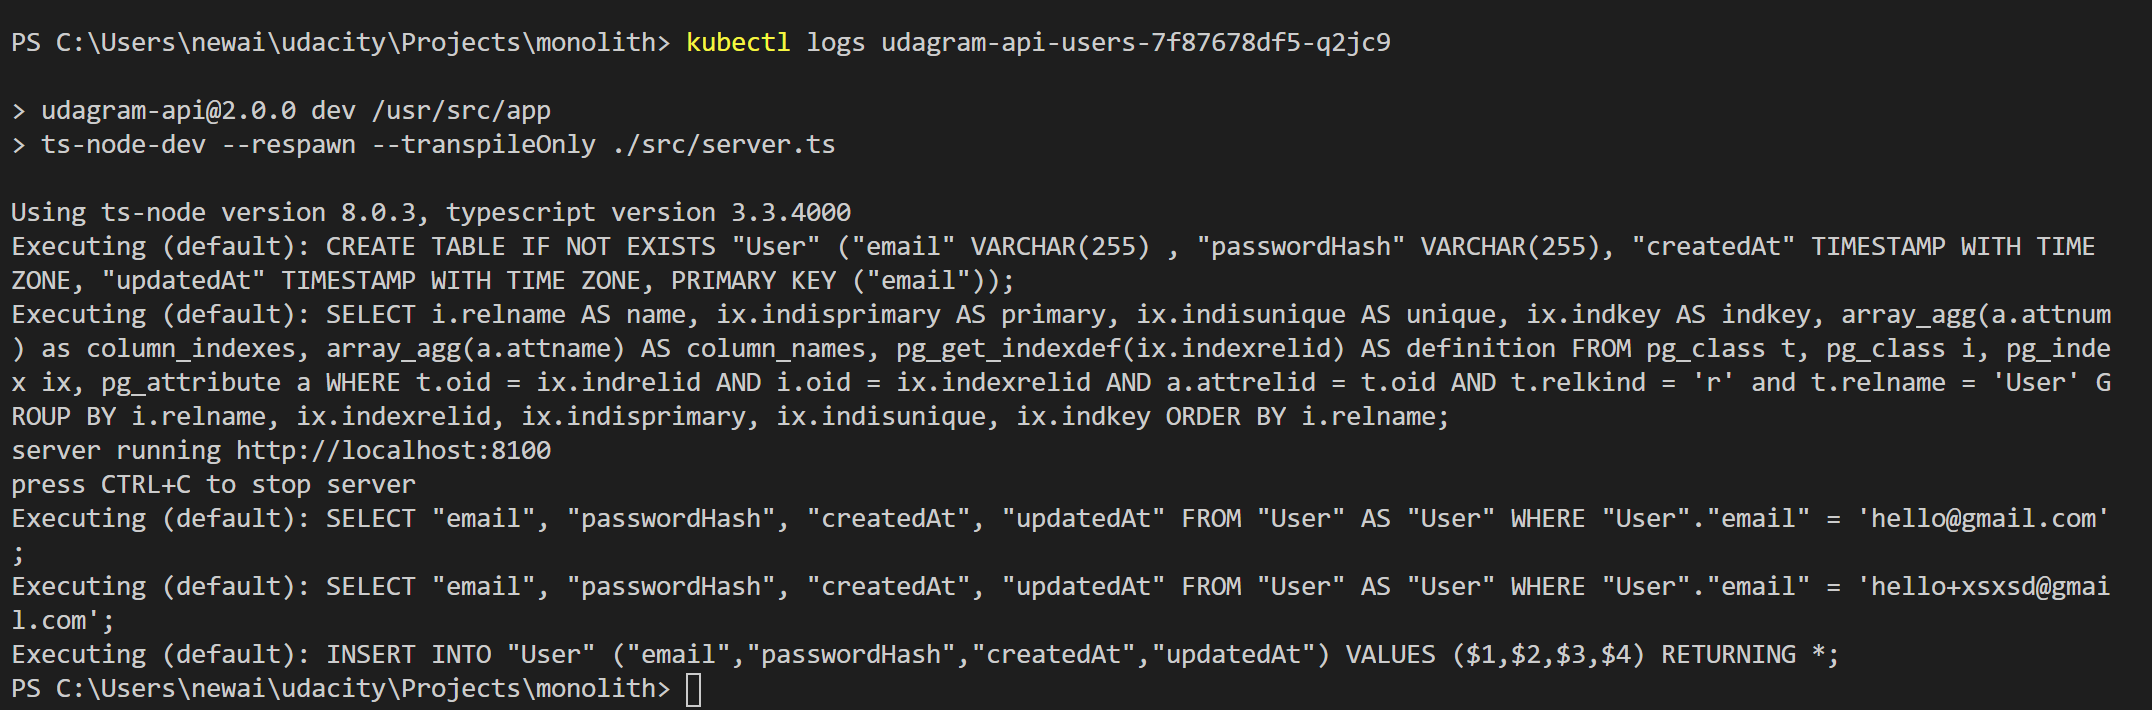 PS C:\Users\newai\udacity\Projects\monolith> kubectl logs udagram-api-users-7f87678df5-q2jc9
> udagram-api@2.0.0 dev /usr/src/app
> ts-node-dev --respawn --transpileOnly ./src/server.ts
Using ts-node version 8.0.3, typescript version 3.3.4000
Executing (default): CREATE TABLE IF NOT EXISTS "User" ("email" VARCHAR(255) , "passwordHash" VARCHAR(255), "createdAt" TIMESTAMP WITH TIME
ZONE, "updatedAt" TIMESTAMP WITH TIME ZONE, PRIMARY KEY ("email"));
Executing (default): SELECT i.relname AS name, ix.indisprimary AS primary, ix.indisunique AS unique, ix.indkey AS indkey, array_agg(a.attnum
) as column_indexes, array_agg(a.attname) AS column_names, pg_get_indexdef(ix.indexrelid) AS definition FROM pg_class t, pg_class i, pg_inde
x ix, pg_attribute a WHERE t.oid = ix.indrelid AND i.oid = ix.indexrelid AND a.attrelid = t.oid AND t.relkind = 'r' and t.relname = 'User' G
ROUP BY i.relname, ix.indexrelid, ix.indisprimary, ix.indisunique, ix.indkey ORDER BY i.relname;
server running http://localhost:8100
press CTRL+C to stop server
Executing (default): SELECT "email", "passwordHash", "createdAt", "updatedAt" FROM "User" AS "User" WHERE "User"."email" = 'hello@gmail.com'
;
Executing (default): SELECT "email", "passwordHash", "createdAt", "updatedAt" FROM "User" AS "User" WHERE "User"."email" = 'hello+xsxsd@gmai
l.com';
Executing (default): INSERT INTO "User" ("email","passwordHash","createdAt","updatedAt") VALUES ($1,$2,$3,$4) RETURNING *;
PS C:\Users\newai\udacity\Projects\monolith>